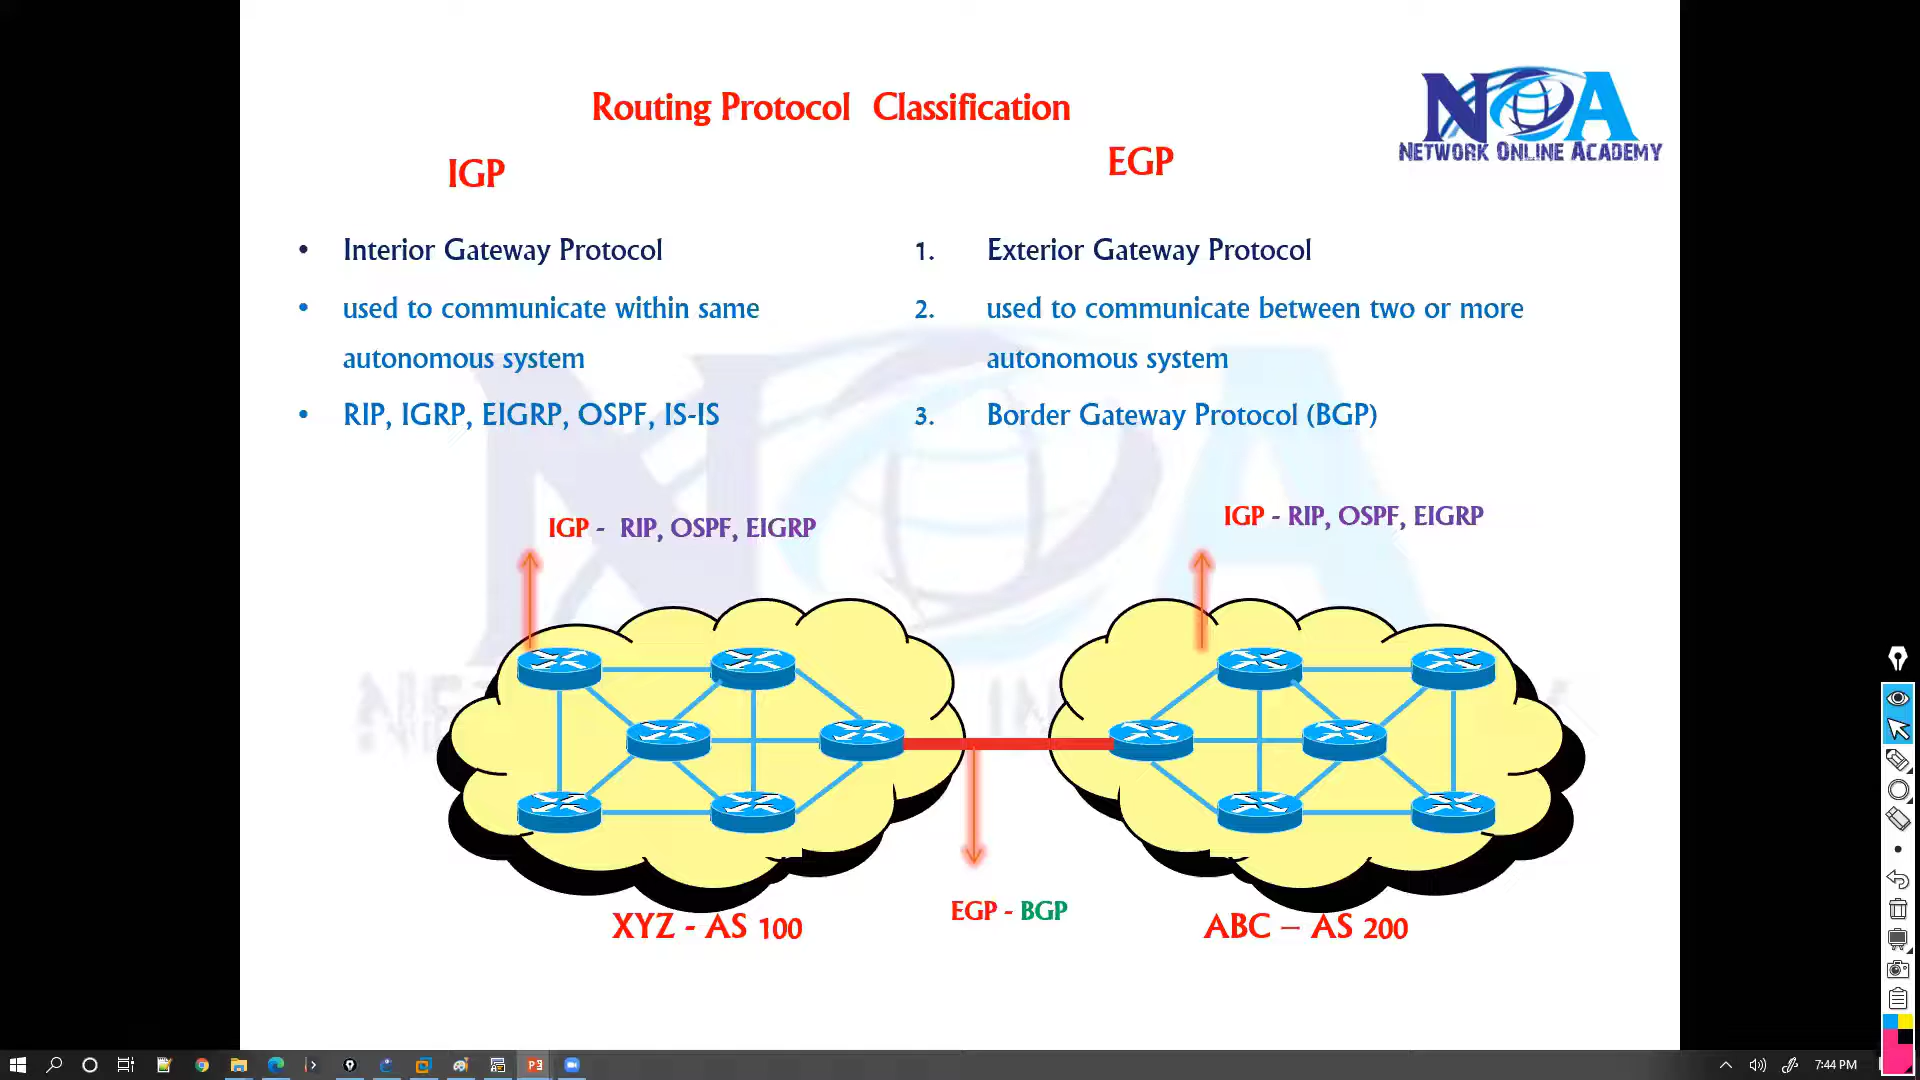 Routing Protocol Classification
NOA
NETWORK ONLINE ACADEMY
IGP
EGP
• Interior Gateway Protocol
• used to communicate within same
autonomous system
• RIP, IGRP, EIGRP, OSPF, IS-IS
1. Exterior Gateway Protocol
2. used to communicate between two or more
autonomous system
3. Border Gateway Protocol (BGP)
IGP - RIP, OSPF, EIGRP
IGP - RIP, OSPF, EIGRP
EGP - BGP
XYZ - AS 100
ABC – AS 200
7:44 PM